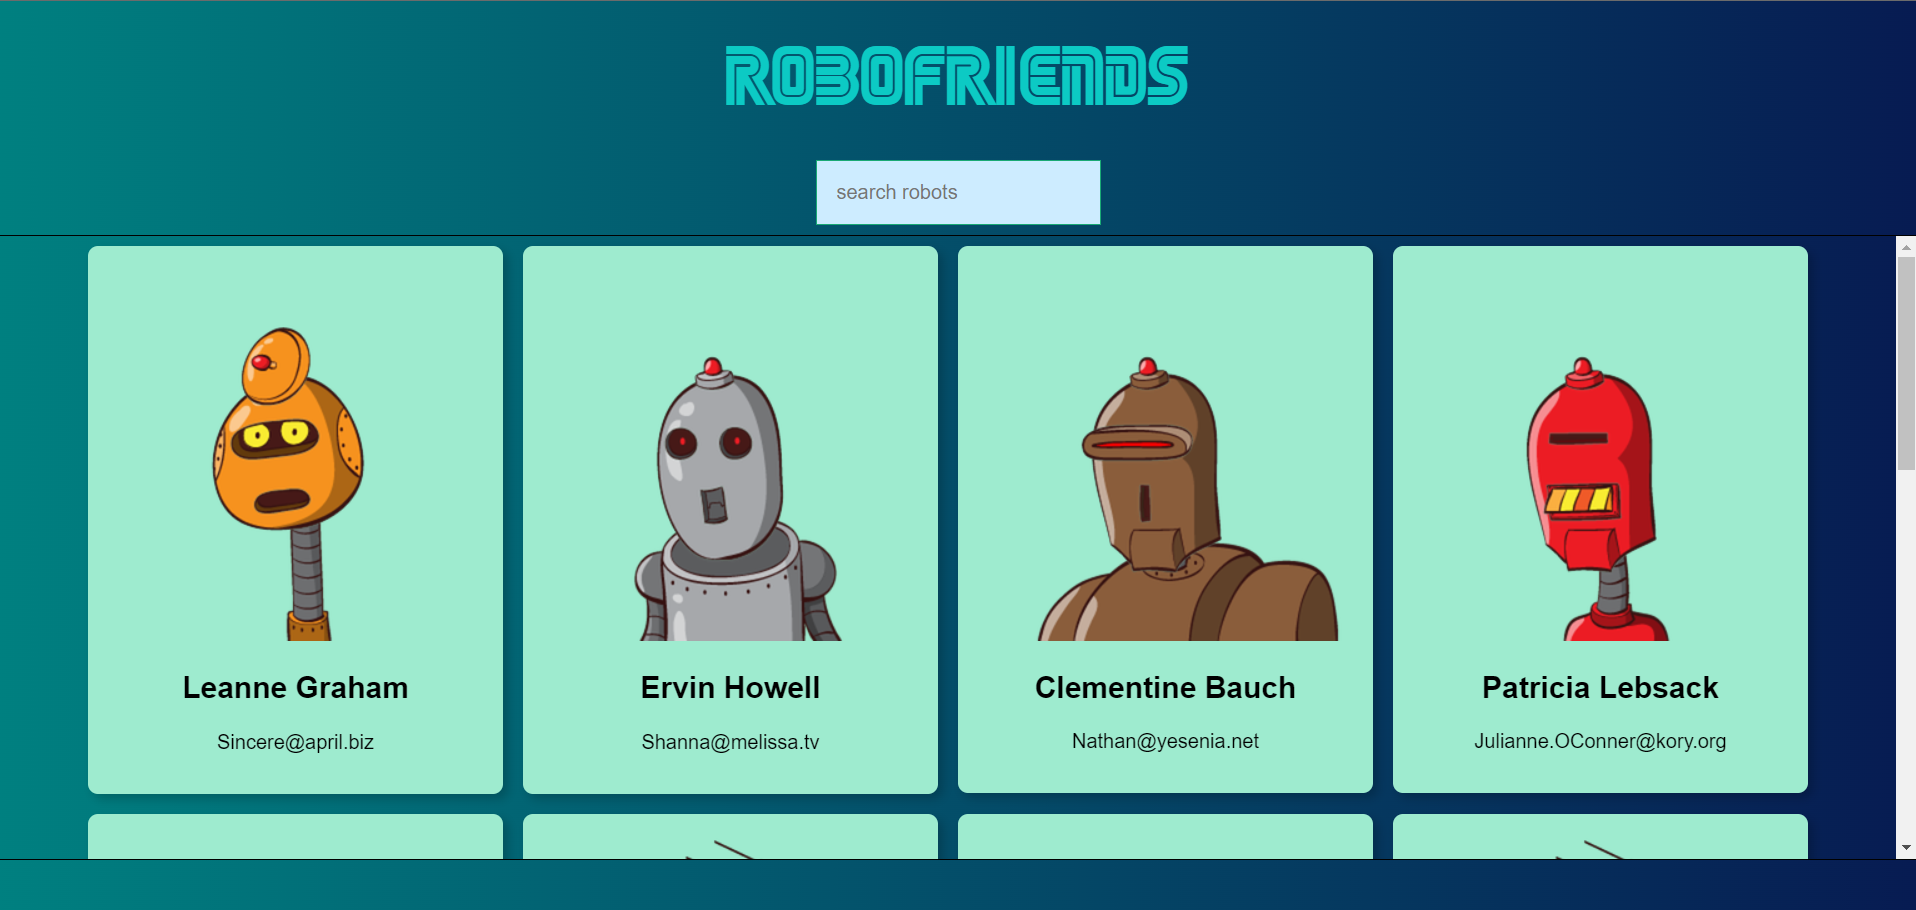 ROBOFRIENDS
search robots
Leanne Graham
Sincere@april.biz
Ervin Howell
Shanna@melissa.tv
Clementine Bauch
Nathan@yesenia.net
Patricia Lebsack
Julianne.OConner@kory.org